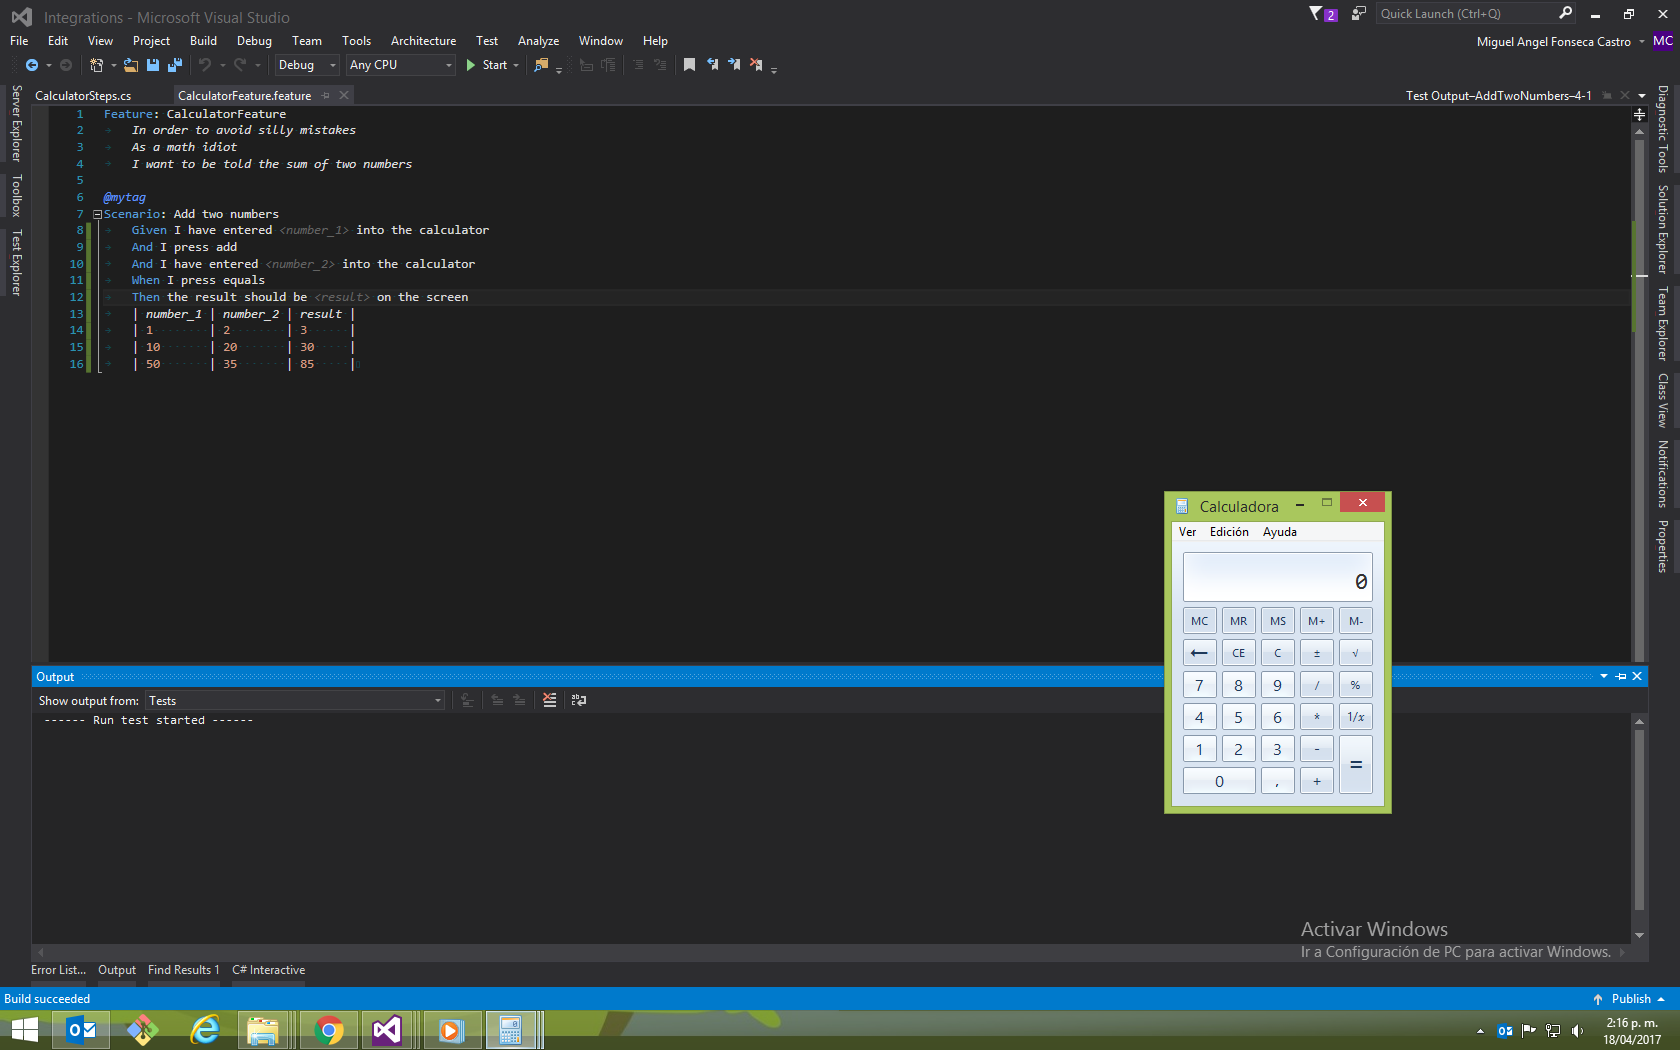 Integrations - Microsoft Visual Studio
2
Quick Launch (Ctrl+Q)
File Edit View Project Build Debug Team Tools Architecture Test Analyze Window Help
Miguel Angel Fonseca Castro MC
Debug Any CPU Start
CalculatorSteps.cs CalculatorFeature.feature Test Output–AddTwoNumbers–4-1
Server Explorer
Toolbox
Test Explorer
1 Feature: CalculatorFeature
2 In order to avoid silly mistakes
3 As a math idiot
4 I want to be told the sum of two numbers
5
6 @mytag
7 Scenario: Add two numbers
8 Given I have entered <number_1> into the calculator
9 And I press add
10 And I have entered <number_2> into the calculator
11 When I press equals
12 Then the result should be <result> on the screen
13 | number_1 | number_2 | result |
14 | 1 | 2 | 3 |
15 | 10 | 20 | 30 |
16 | 50 | 35 | 85 |
Diagnostic Tools
Solution Explorer
Team Explorer
Class View
Notifications
Properties
Calculadora
Ver Edición Ayuda
0
MC MR MS M+ M-
← CE C ± √
7 8 9 / %
4 5 6 * 1/x
1 2 3 - =
0 , +
Output
Show output from: Tests
------ Run test started ------
Activar Windows
Ir a Configuración de PC para activar Windows.
Error List... Output Find Results 1 C# Interactive
Build succeeded
Publish
2:16 p. m.
18/04/2017